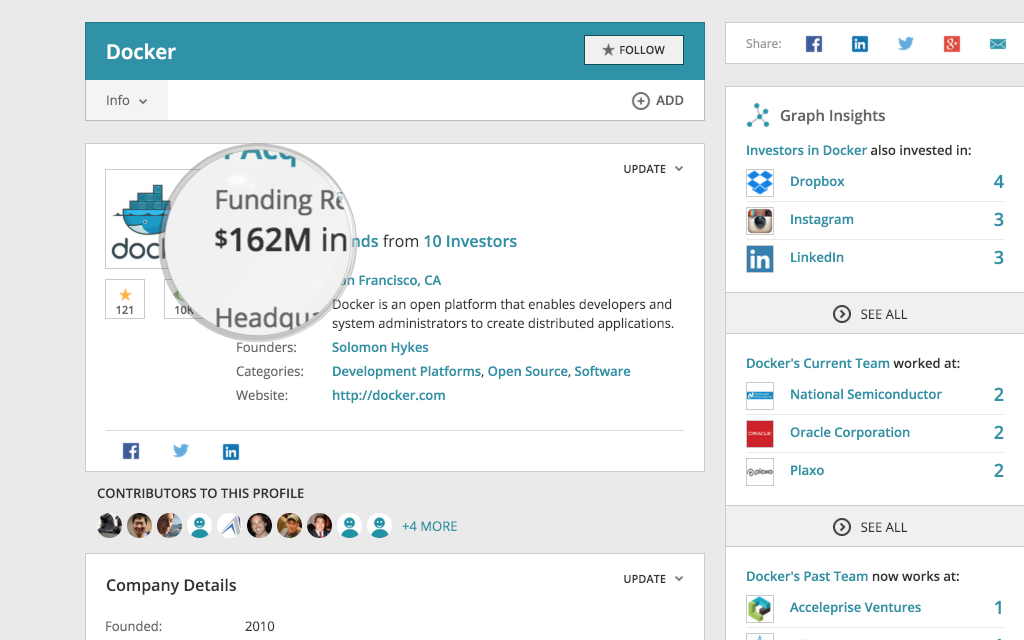 Docker
★ FOLLOW
Info
ADD
Share:
UPDATE
dock
121
10K
Acq
Funding
$162M in
nds from 10 Investors
Headqu
San Francisco, CA
Docker is an open platform that enables developers and
system administrators to create distributed applications.
Founders: Solomon Hykes
Categories: Development Platforms, Open Source, Software
Website: http://docker.com
CONTRIBUTORS TO THIS PROFILE
+4 MORE
Company Details
UPDATE
Founded: 2010
Graph Insights
Investors in Docker also invested in:
Dropbox 4
Instagram 3
LinkedIn 3
SEE ALL
Docker's Current Team worked at:
National Semiconductor 2
ORACLE
Oracle Corporation 2
plaxo
Plaxo 2
SEE ALL
Docker's Past Team now works at:
Acceleprise Ventures 1